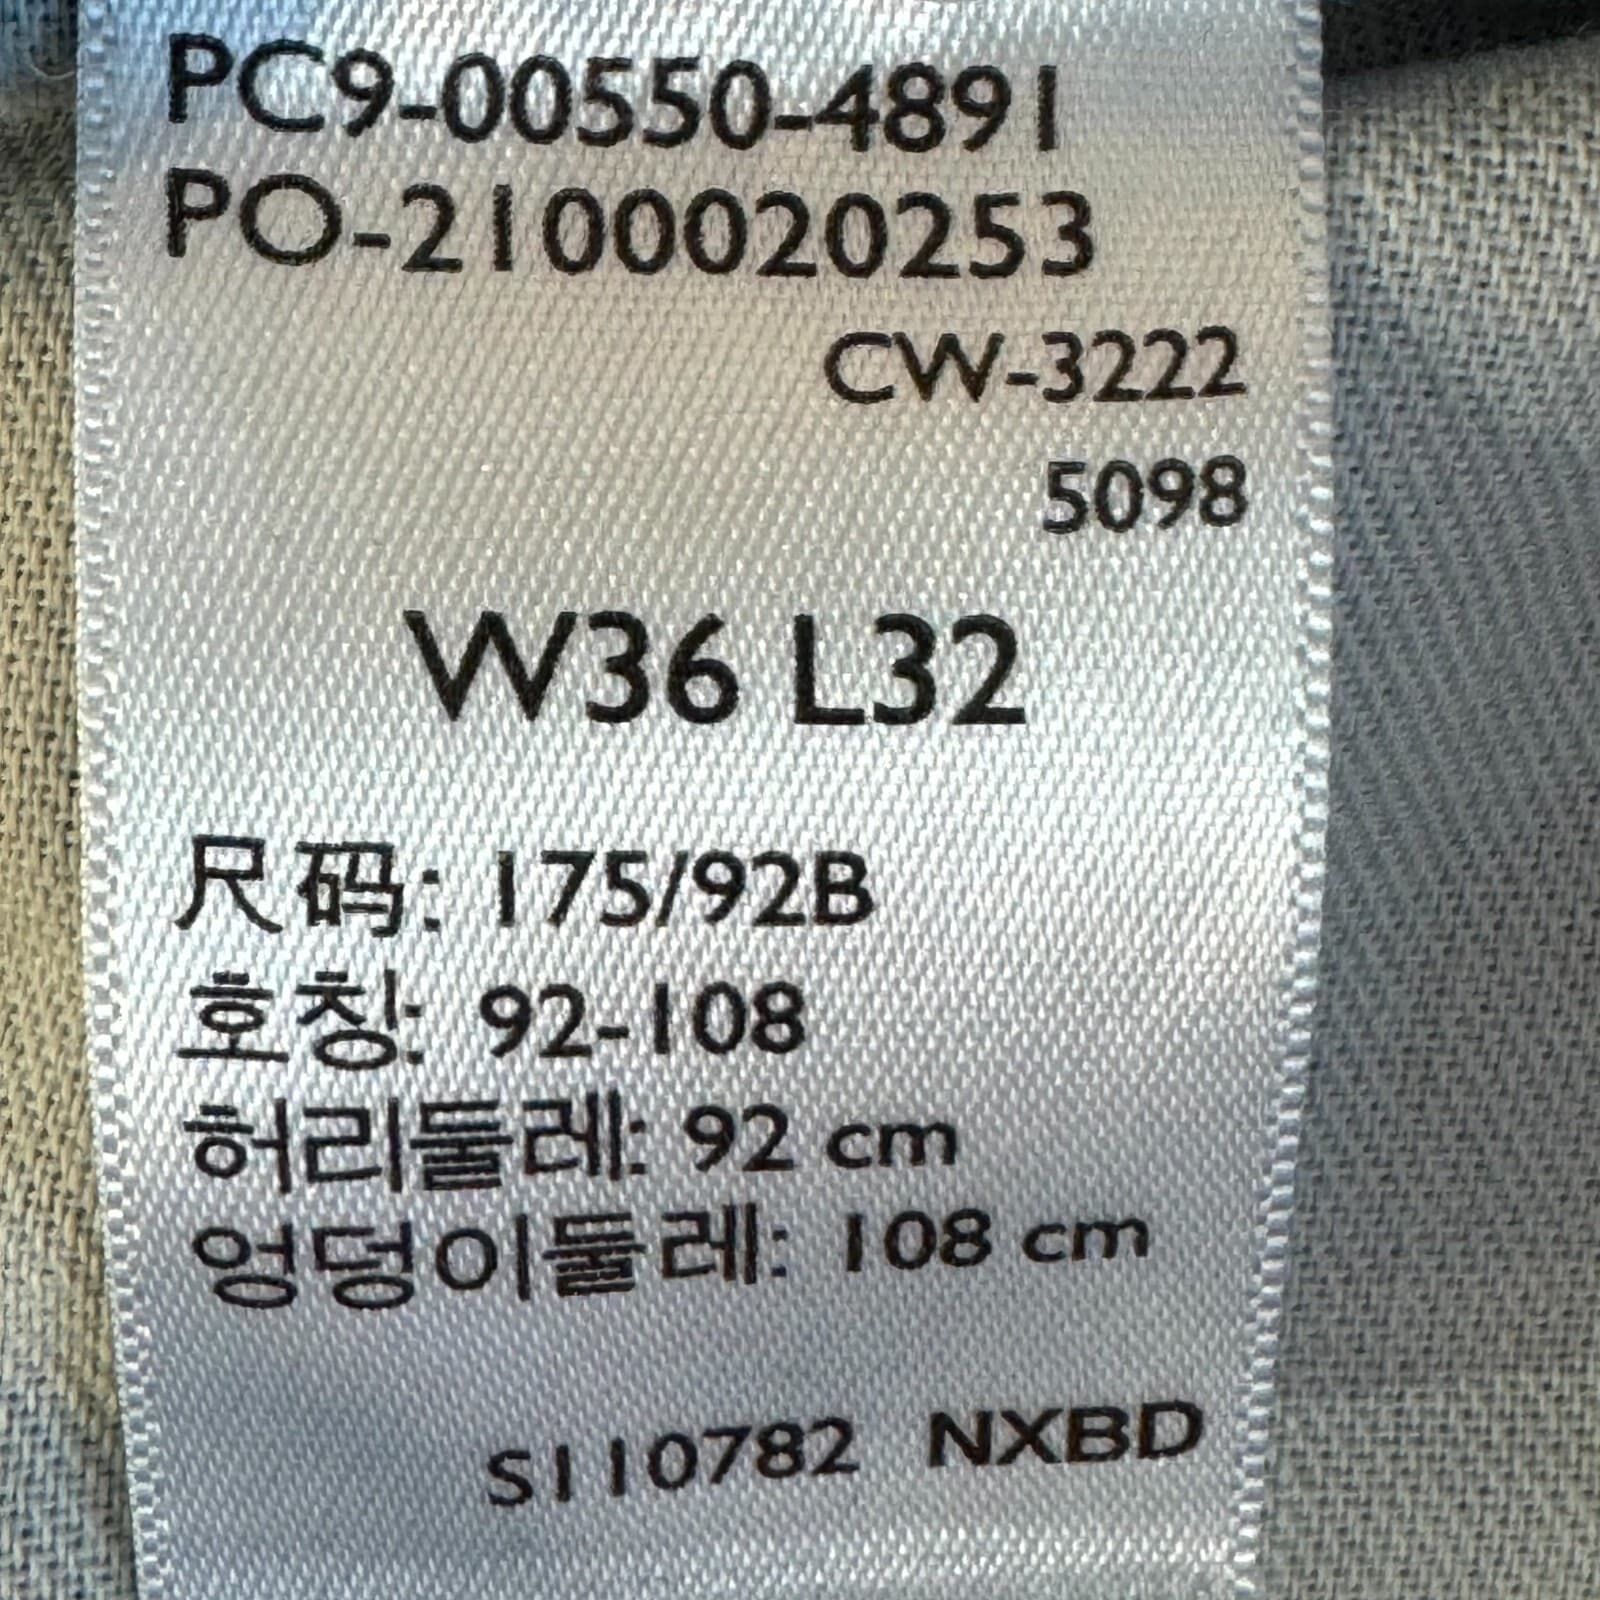 PC9-00550-4891
PO-2100020253
CW-3222
5098
W36 L32
尺码: 175/92B
호칭: 92-108
허리둘레: 92 cm
엉덩이둘레: 108 cm
S110782 NXBD